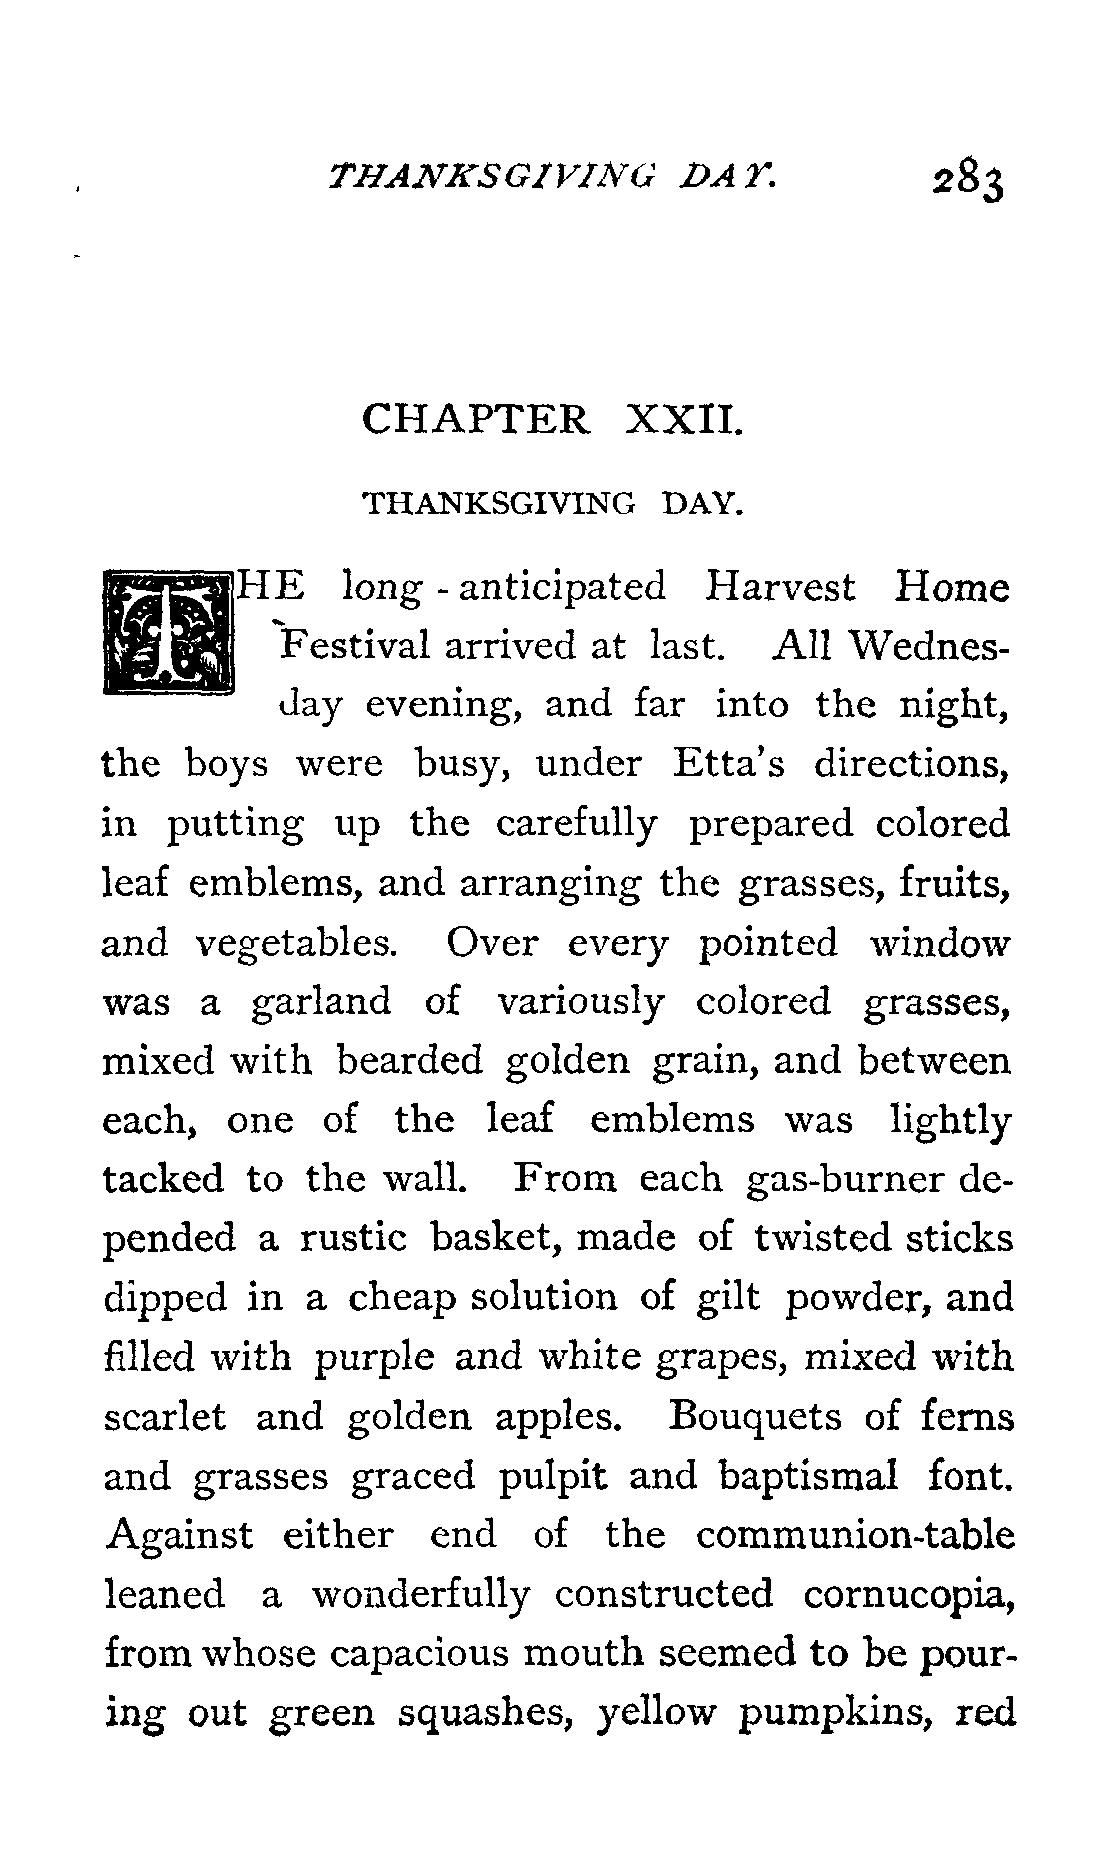 THANKSGIVING DAY. 283
CHAPTER XXII.
THANKSGIVING DAY.
THE long-anticipated Harvest Home
Festival arrived at last. All Wednes-
day evening, and far into the night,
the boys were busy, under Etta's directions,
in putting up the carefully prepared colored
leaf emblems, and arranging the grasses, fruits,
and vegetables. Over every pointed window
was a garland of variously colored grasses,
mixed with bearded golden grain, and between
each, one of the leaf emblems was lightly
tacked to the wall. From each gas-burner de-
pended a rustic basket, made of twisted sticks
dipped in a cheap solution of gilt powder, and
filled with purple and white grapes, mixed with
scarlet and golden apples. Bouquets of ferns
and grasses graced pulpit and baptismal font.
Against either end of the communion-table
leaned a wonderfully constructed cornucopia,
from whose capacious mouth seemed to be pour-
ing out green squashes, yellow pumpkins, red